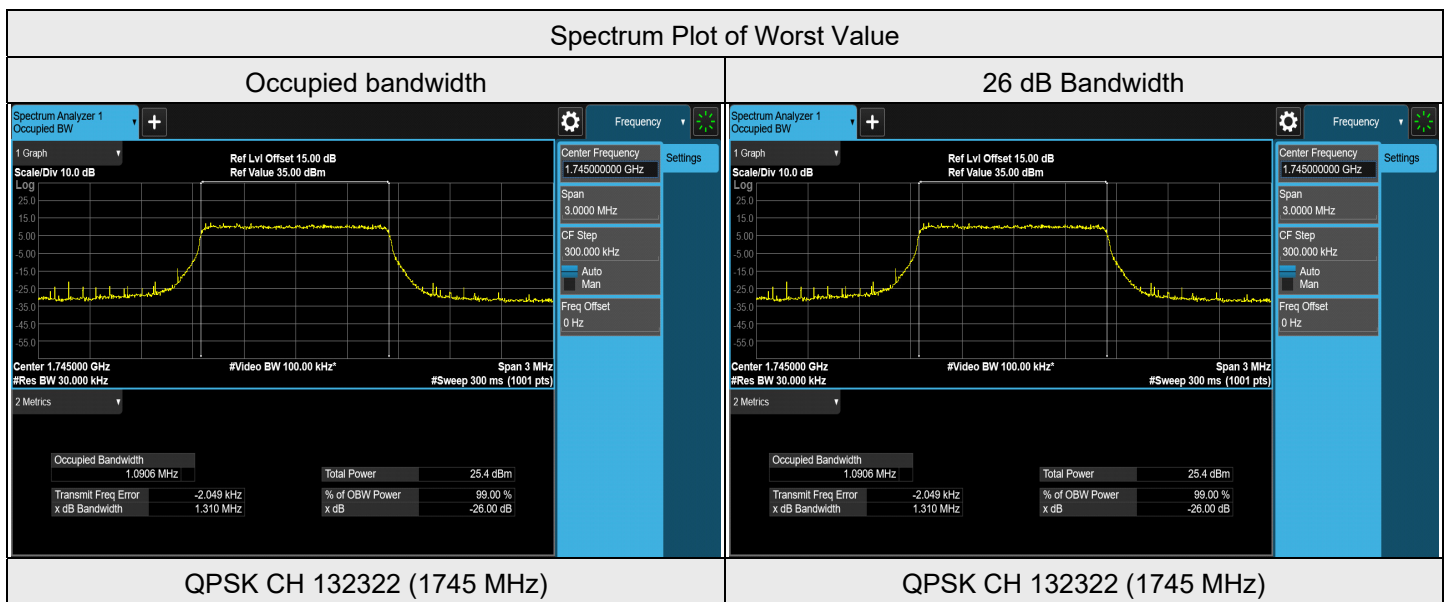 Spectrum Plot of Worst Value
Occupied bandwidth
26 dB Bandwidth
Spectrum Analyzer 1
Occupied BW
+
Frequency
1 Graph
Ref Lvl Offset 15.00 dB
Scale/Div 10.0 dB
Ref Value 35.00 dBm
Log
25.0
15.0
5.00
-5.00
-15.0
-25.0
-35.0
-45.0
-55.0
Center 1.745000 GHz
#Video BW 100.00 kHz*
Span 3 MHz
#Res BW 30.000 kHz
#Sweep 300 ms (1001 pts)
Center Frequency
1.745000000 GHz
Settings
Span
3.0000 MHz
CF Step
300.000 kHz
Auto
Man
Freq Offset
0 Hz
2 Metrics
Occupied Bandwidth
1.0906 MHz
Total Power 25.4 dBm
Transmit Freq Error -2.049 kHz
% of OBW Power 99.00 %
x dB Bandwidth 1.310 MHz
x dB -26.00 dB
Spectrum Analyzer 1
Occupied BW
+
Frequency
1 Graph
Ref Lvl Offset 15.00 dB
Scale/Div 10.0 dB
Ref Value 35.00 dBm
Log
25.0
15.0
5.00
-5.00
-15.0
-25.0
-35.0
-45.0
-55.0
Center 1.745000 GHz
#Video BW 100.00 kHz*
Span 3 MHz
#Res BW 30.000 kHz
#Sweep 300 ms (1001 pts)
Center Frequency
1.745000000 GHz
Settings
Span
3.0000 MHz
CF Step
300.000 kHz
Auto
Man
Freq Offset
0 Hz
2 Metrics
Occupied Bandwidth
1.0906 MHz
Total Power 25.4 dBm
Transmit Freq Error -2.049 kHz
% of OBW Power 99.00 %
x dB Bandwidth 1.310 MHz
x dB -26.00 dB
QPSK CH 132322 (1745 MHz)
QPSK CH 132322 (1745 MHz)